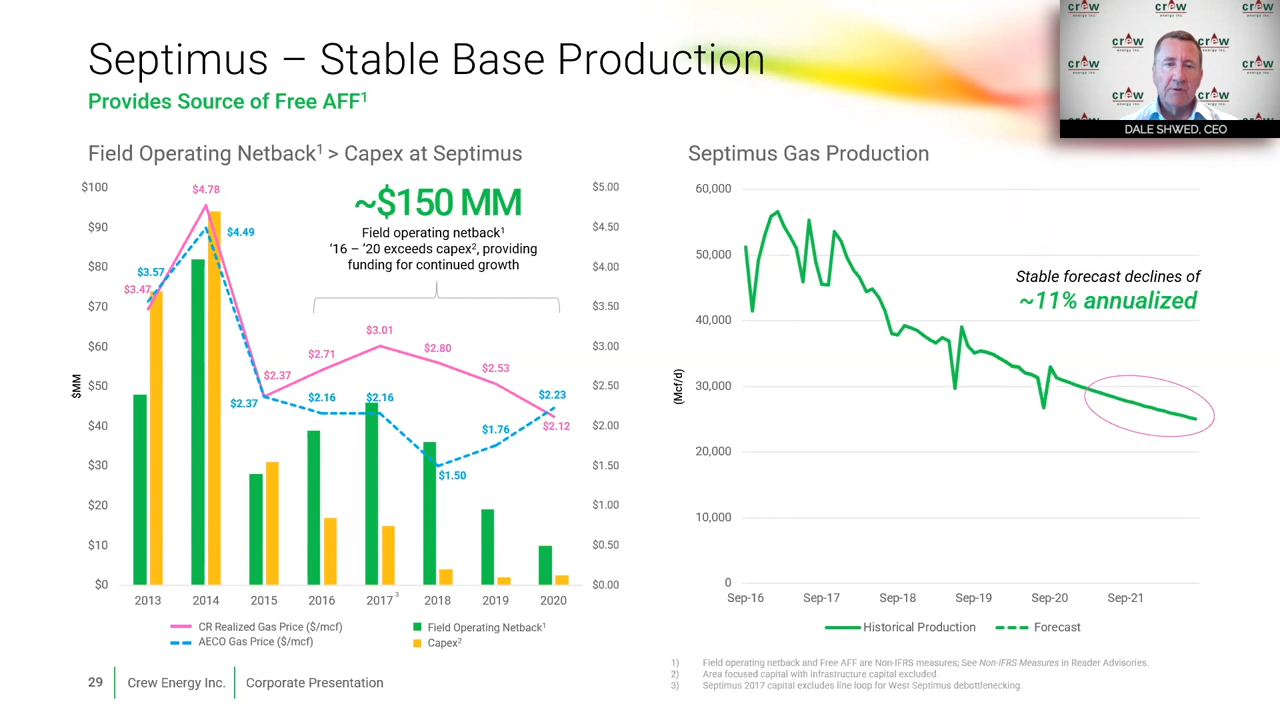 Septimus – Stable Base Production
Provides Source of Free AFF1
crew
energy inc.
DALE SHWED, CEO
Field Operating Netback1 > Capex at Septimus
$100
$90
$80
$70
$60
$50
$40
$30
$20
$10
$0
$MM
$5.00
$4.50
$4.00
$3.50
$3.00
$2.50
$2.00
$1.50
$1.00
$0.50
$0.00
~$150 MM
Field operating netback1
‘16 – ‘20 exceeds capex2, providing
funding for continued growth
$3.47
$4.78
$2.37
$2.71
$3.01
$2.80
$2.53
$2.12
$3.57
$4.49
$2.37
$2.16
$2.16
$1.50
$1.76
$2.23
2013 2014 2015 2016 2017 3 2018 2019 2020
CR Realized Gas Price ($/mcf)
AECO Gas Price ($/mcf)
Field Operating Netback1
Capex2
Septimus Gas Production
60,000
50,000
40,000
30,000
20,000
10,000
0
(Mcf/d)
Stable forecast declines of
~11% annualized
Sep-16 Sep-17 Sep-18 Sep-19 Sep-20 Sep-21
Historical Production Forecast
1) Field operating netback and Free AFF are Non-IFRS measures; See Non-IFRS Measures in Reader Advisories.
2) Area focused capital with infrastructure capital excluded.
3) Septimus 2017 capital excludes line loop for West Septimus debottlenecking.
29 Crew Energy Inc. Corporate Presentation